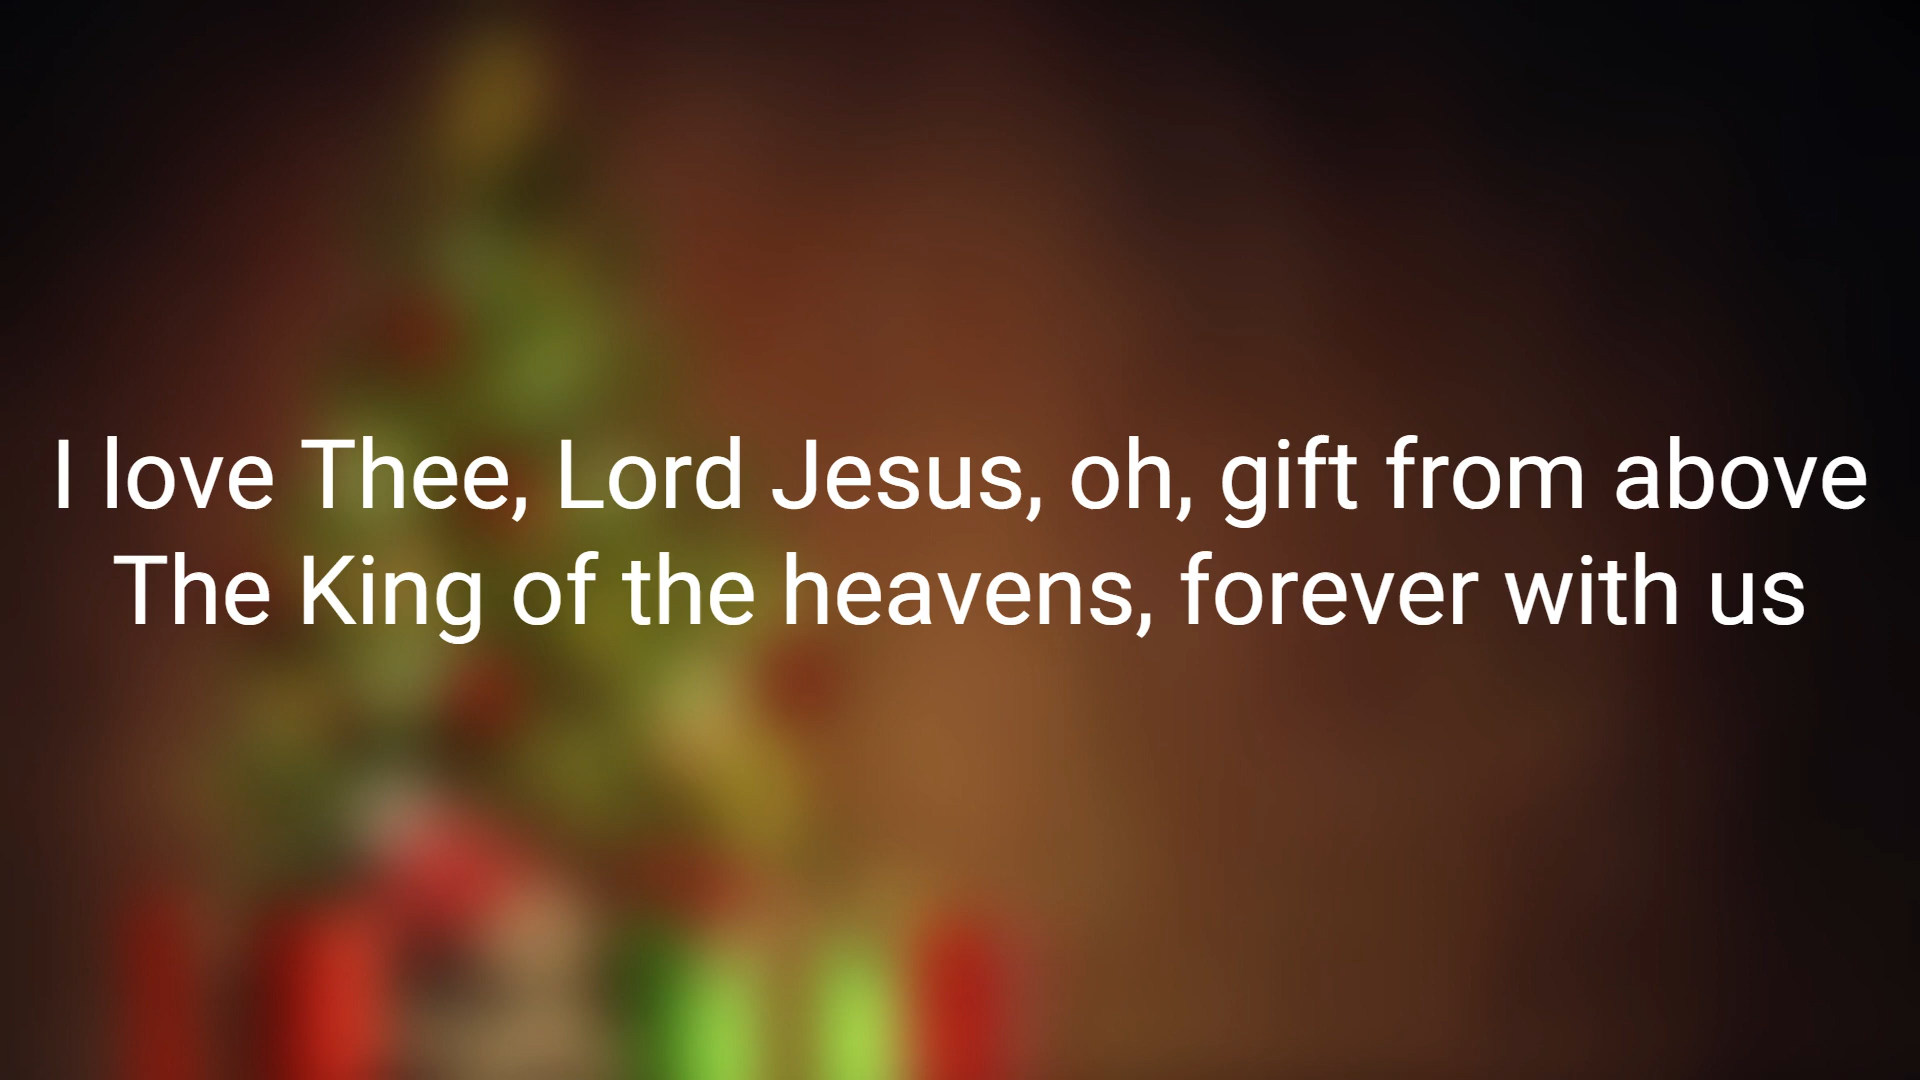 I love Thee, Lord Jesus, oh, gift from above
The King of the heavens, forever with us